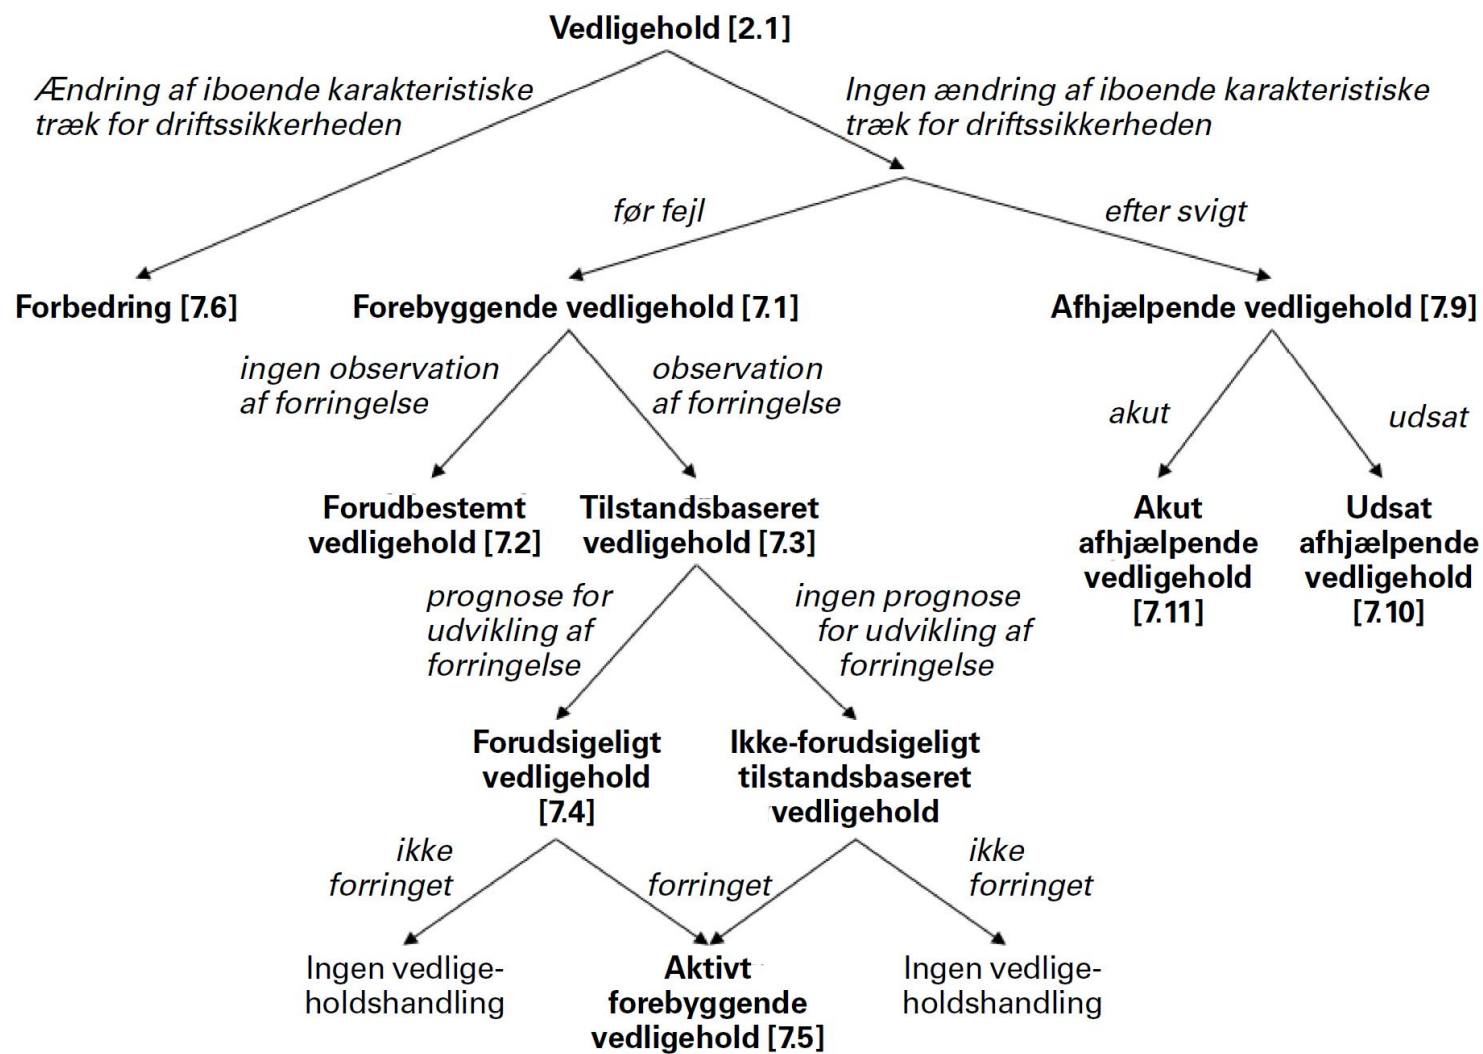 Vedligehold [2.1]
Ændring af iboende karakteristiske
træk for driftssikkerheden
Ingen ændring af iboende karakteristiske
træk for driftssikkerheden
før fejl
efter svigt
Forbedring [7.6]
Forebyggende vedligehold [7.1]
Afhjælpende vedligehold [7.9]
ingen observation
af forringelse
observation
af forringelse
akut
udsat
Forudbestemt
vedligehold [7.2]
Tilstandsbaseret
vedligehold [7.3]
Akut
afhjælpende
vedligehold
[7.11]
Udsat
afhjælpende
vedligehold
[7.10]
prognose for
udvikling af
forringelse
ingen prognose
for udvikling af
forringelse
Forudsigeligt
vedligehold
[7.4]
Ikke-forudsigeligt
tilstandsbaseret
vedligehold
ikke
forringet
forringet
ikke
forringet
Ingen vedlige-
holdshandling
Aktivt
forebyggende
vedligehold [7.5]
Ingen vedlige-
holdshandling